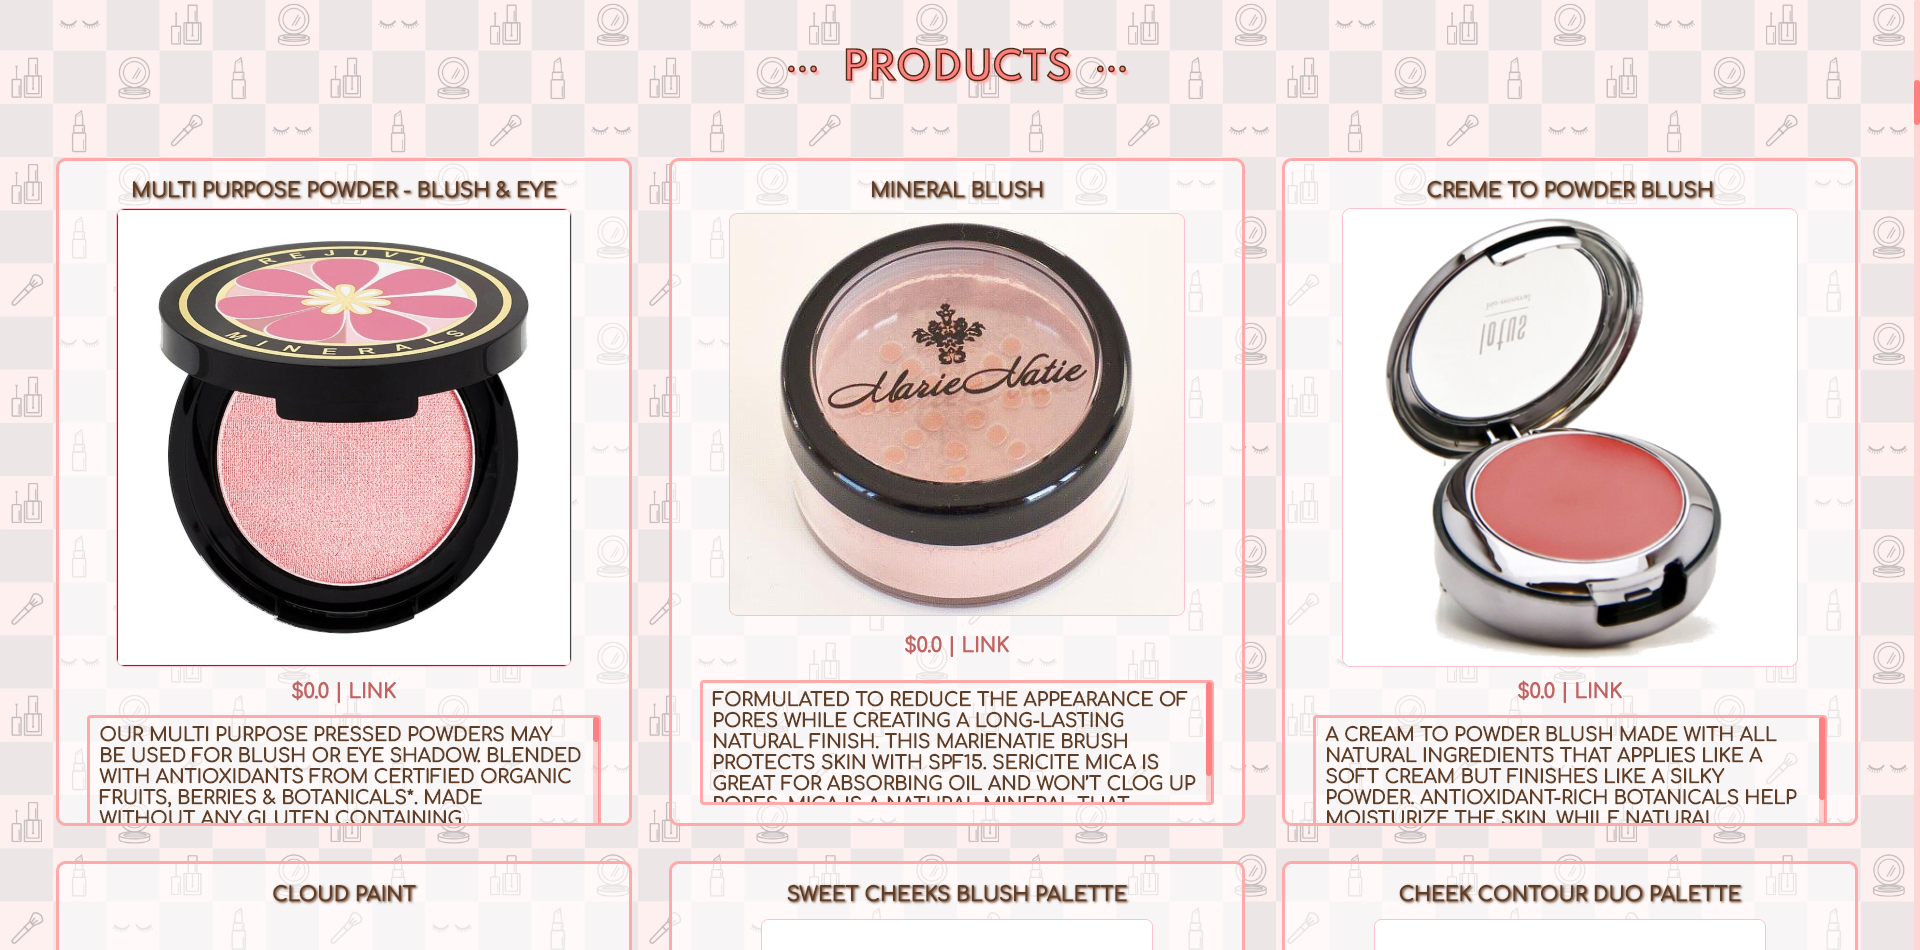 PRODUCTS
MULTI PURPOSE POWDER - BLUSH & EYE
REJUVA
MINERALS
$0.0 | LINK
OUR MULTI PURPOSE PRESSED POWDERS MAY
BE USED FOR BLUSH OR EYE SHADOW. BLENDED
WITH ANTIOXIDANTS FROM CERTIFIED ORGANIC
FRUITS, BERRIES & BOTANICALS*. MADE
WITHOUT ANY GLUTEN CONTAINING
MINERAL BLUSH
MarieNatie
$0.0 | LINK
FORMULATED TO REDUCE THE APPEARANCE OF
PORES WHILE CREATING A LONG-LASTING
NATURAL FINISH. THIS MARIENATIE BRUSH
PROTECTS SKIN WITH SPF15. SERICITE MICA IS
GREAT FOR ABSORBING OIL AND WON'T CLOG UP
PORES. MICA IS A NATURAL MINERAL THAT
CREME TO POWDER BLUSH
lotus
$0.0 | LINK
A CREAM TO POWDER BLUSH MADE WITH ALL
NATURAL INGREDIENTS THAT APPLIES LIKE A
SOFT CREAM BUT FINISHES LIKE A SILKY
POWDER. ANTIOXIDANT-RICH BOTANICALS HELP
MOISTURIZE THE SKIN, WHILE NATURAL
CLOUD PAINT
SWEET CHEEKS BLUSH PALETTE
CHEEK CONTOUR DUO PALETTE